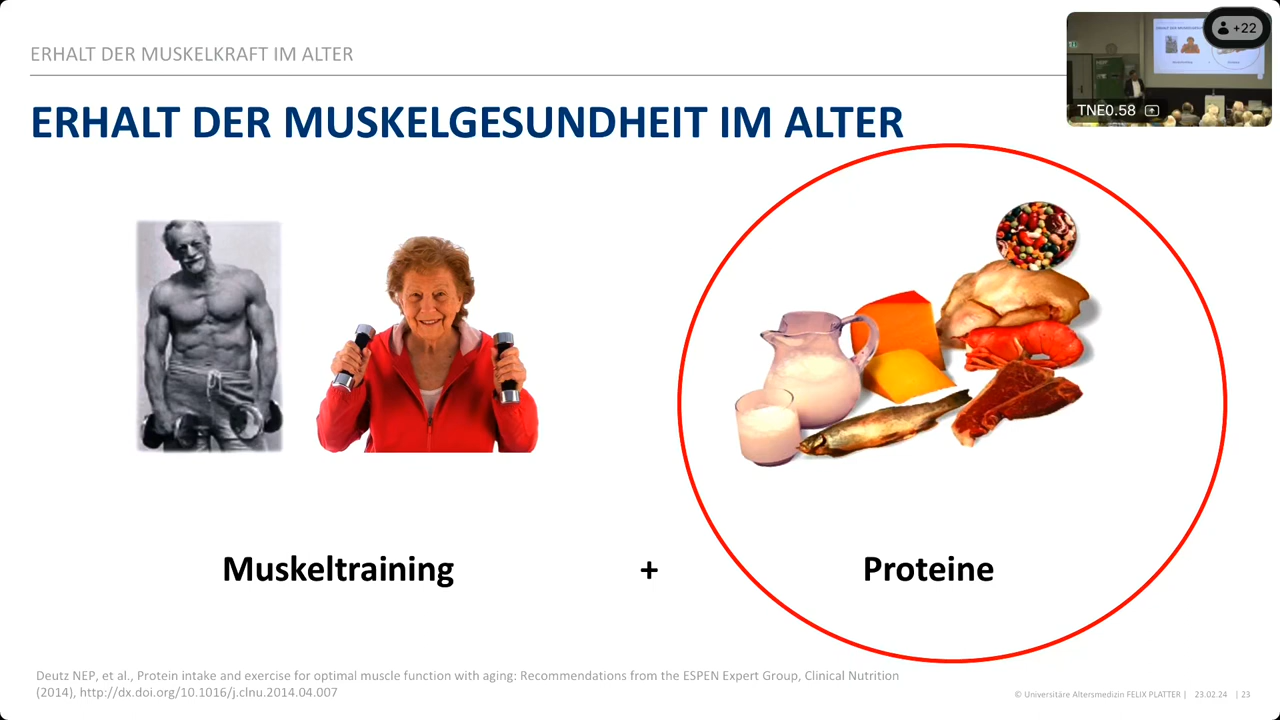 ERHALT DER MUSKELKRAFT IM ALTER
+22
TNE0.58
ERHALT DER MUSKELGESUNDHEIT IM ALTER
Muskeltraining + Proteine
Deutz NEP, et al., Protein intake and exercise for optimal muscle function with aging: Recommendations from the ESPEN Expert Group, Clinical Nutrition
(2014), http://dx.doi.org/10.1016/j.clnu.2014.04.007
© Universitäre Altersmedizin FELIX PLATTER | 23.02.24 | 23